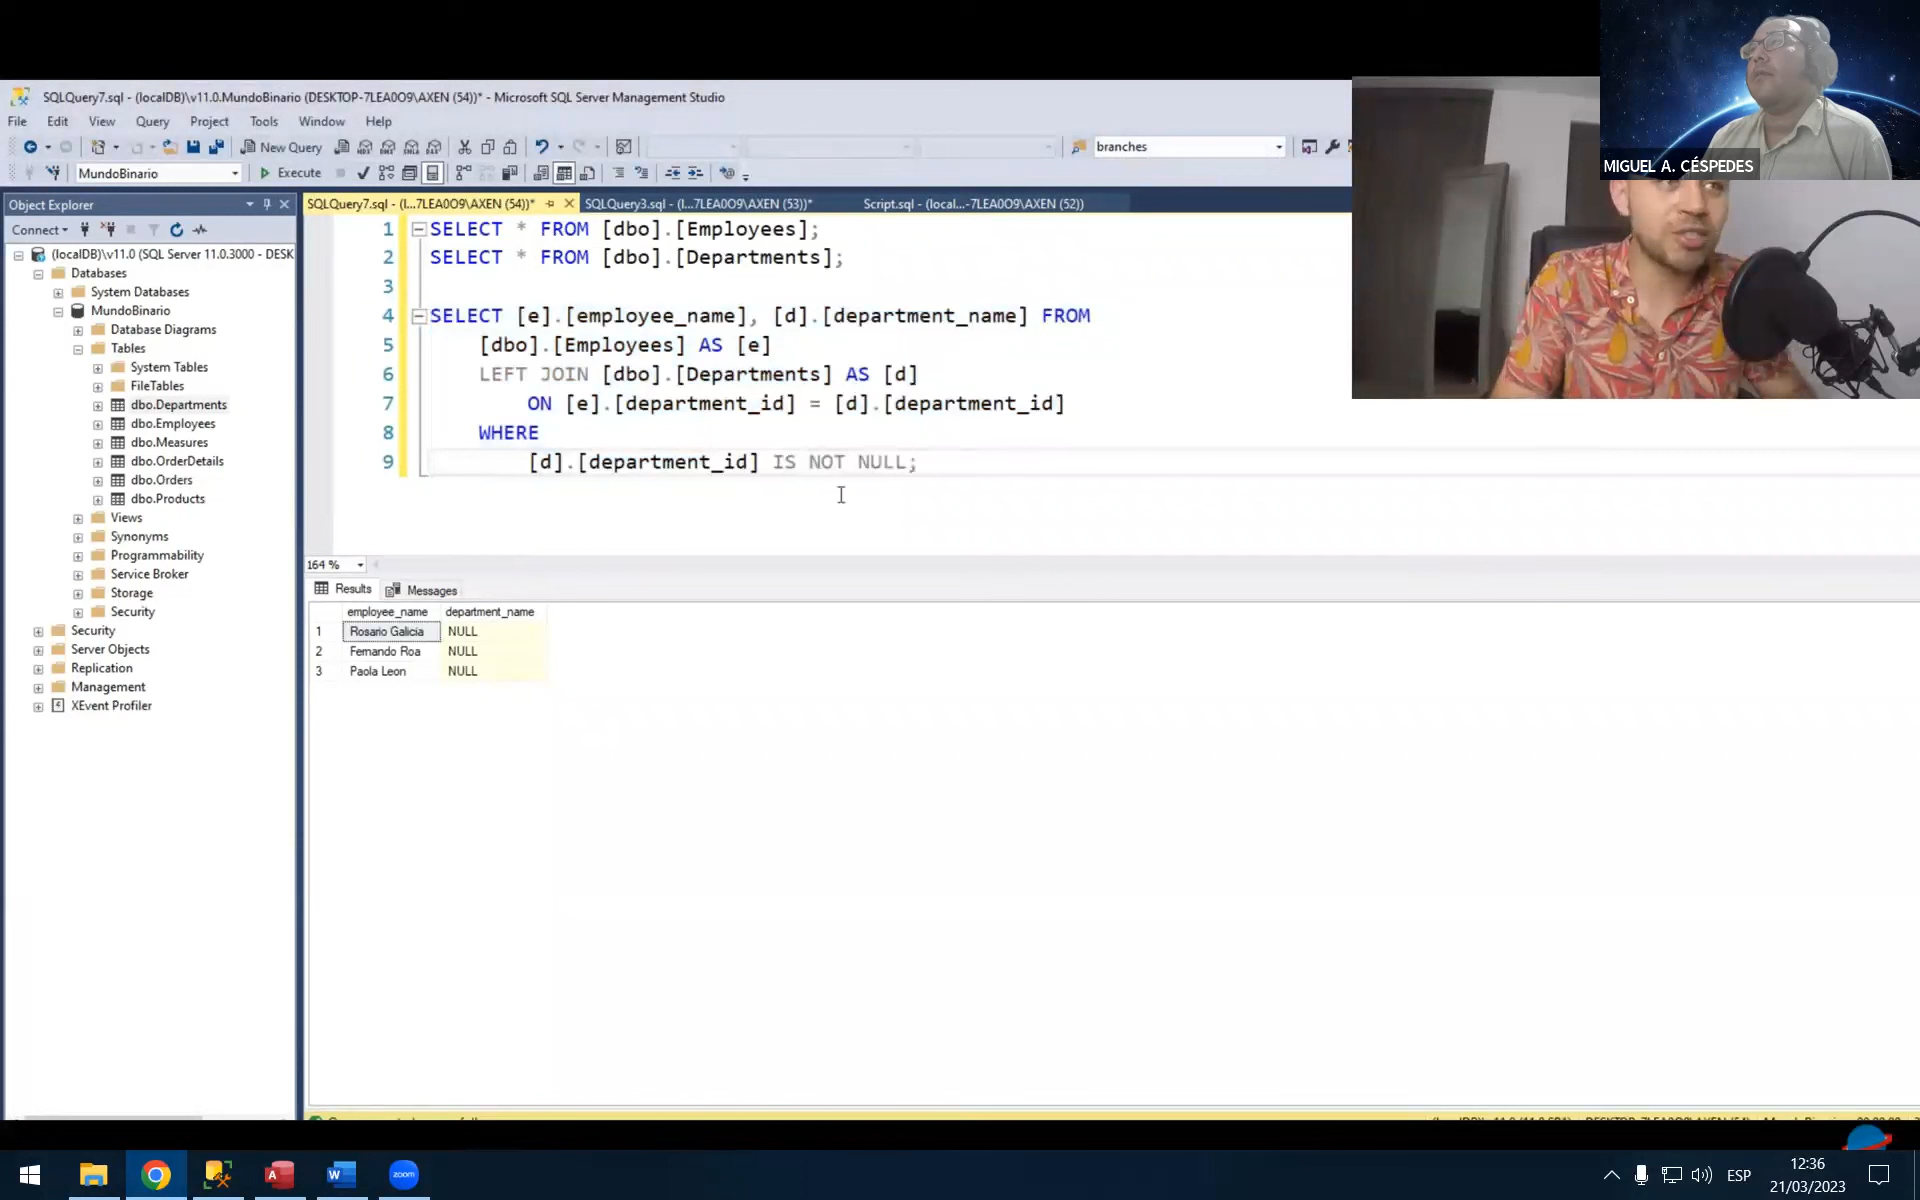 MIGUEL A. CÉSPEDES
SQLQuery7.sql - (localDB)\v11.0.MundoBinario (DESKTOP-7LEA0O9\AXEN (54))* - Microsoft SQL Server Management Studio
File Edit View Query Project Tools Window Help
New Query
branches
MundoBinario
Execute
Object Explorer
SQLQuery7.sql - (l...7LEA0O9\AXEN (54))*
SQLQuery3.sql - (l...7LEA0O9\AXEN (53))*
Script.sql - (local...-7LEA0O9\AXEN (52))
Connect
(localDB)\v11.0 (SQL Server 11.0.3000 - DESK
Databases
System Databases
MundoBinario
Database Diagrams
Tables
System Tables
FileTables
dbo.Departments
dbo.Employees
dbo.Measures
dbo.OrderDetails
dbo.Orders
dbo.Products
Views
Synonyms
Programmability
Service Broker
Storage
Security
Security
Server Objects
Replication
Management
XEvent Profiler
1 SELECT * FROM [dbo].[Employees];
2 SELECT * FROM [dbo].[Departments];
3
4 SELECT [e].[employee_name], [d].[department_name] FROM
5 [dbo].[Employees] AS [e]
6 LEFT JOIN [dbo].[Departments] AS [d]
7 ON [e].[department_id] = [d].[department_id]
8 WHERE
9 [d].[department_id] IS NOT NULL;
164 %
Results Messages
employee_name department_name
1 Rosario Galicia NULL
2 Fernando Roa NULL
3 Paola Leon NULL
zoom
ESP
12:36
21/03/2023